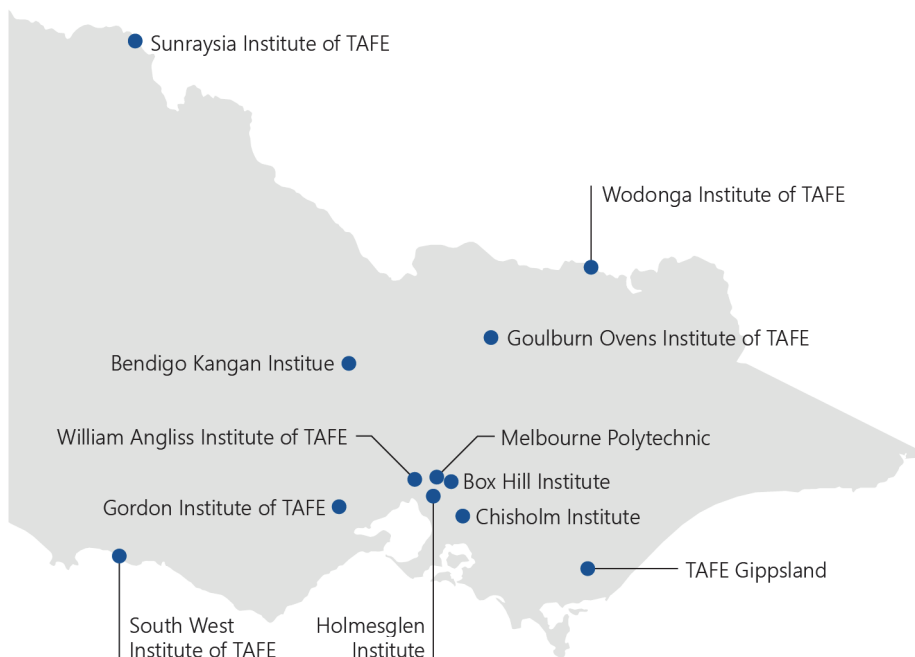 Sunraysia Institute of TAFE
Wodonga Institute of TAFE
Goulburn Ovens Institute of TAFE
Bendigo Kangan Institue
William Angliss Institute of TAFE
Melbourne Polytechnic
Box Hill Institute
Gordon Institute of TAFE
Chisholm Institute
TAFE Gippsland
South West
Institute of TAFE
Holmesglen
Institute